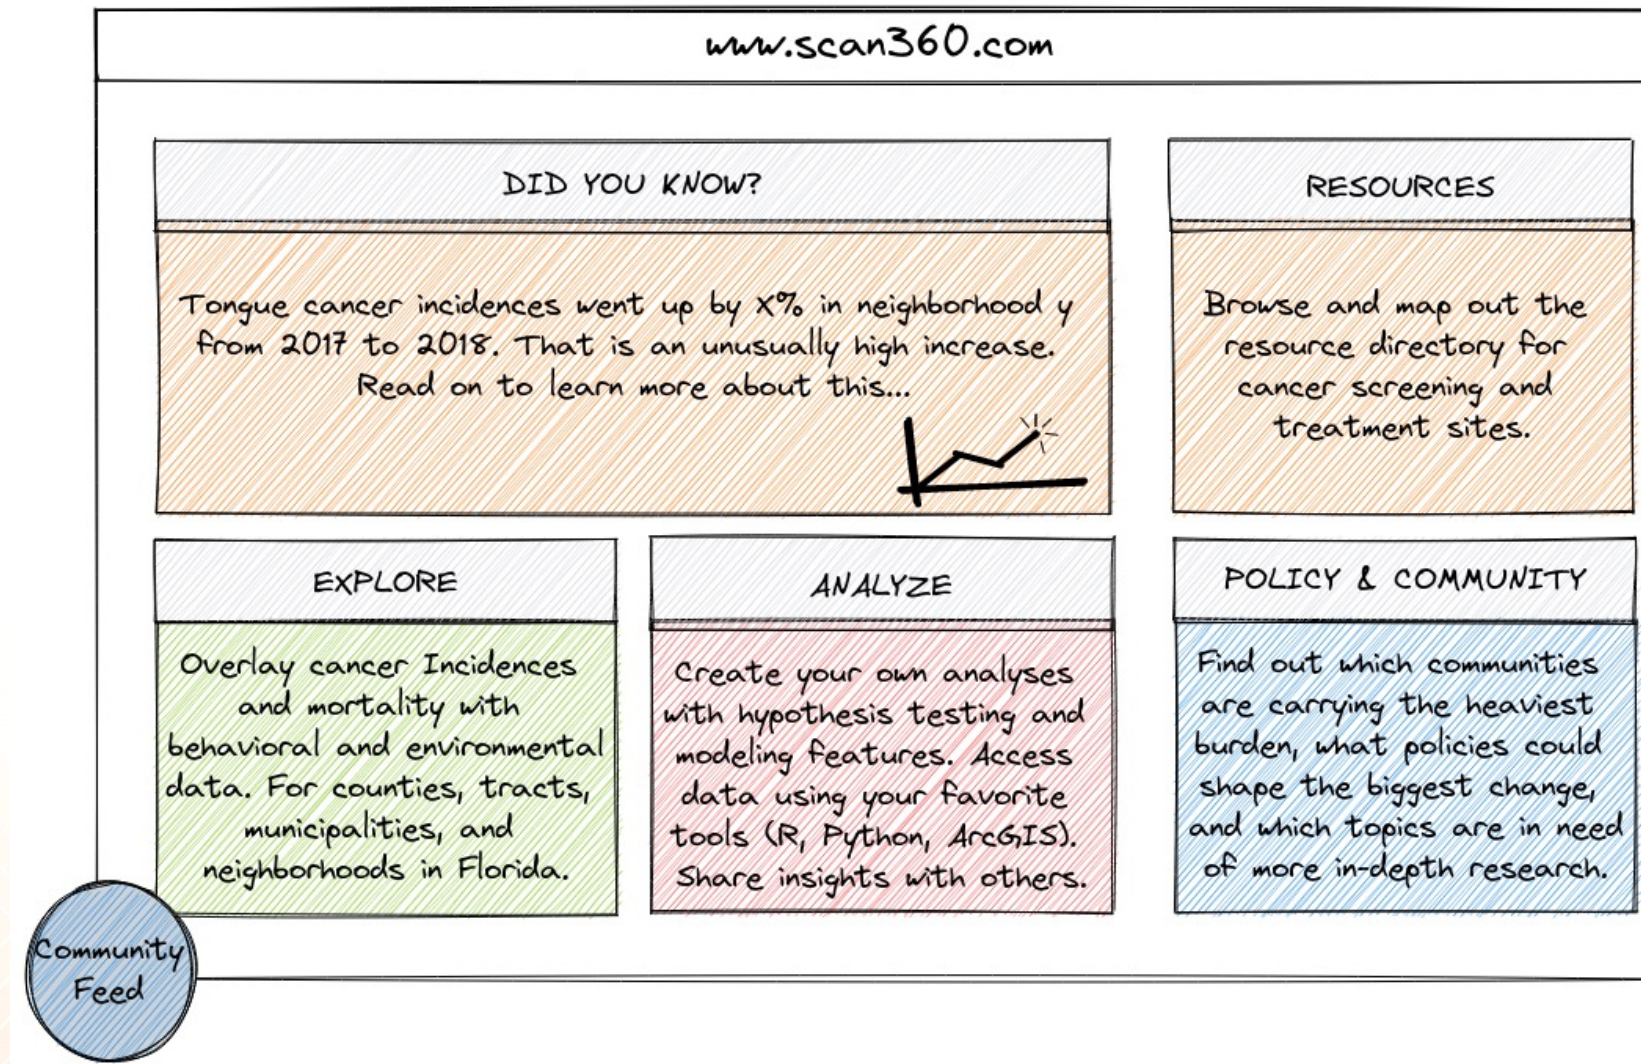 www.scan360.com
DID YOU KNOW?
Tongue cancer incidences went up by X% in neighborhood y
from 2017 to 2018. That is an unusually high increase.
Read on to learn more about this...
RESOURCES
Browse and map out the
resource directory for
cancer screening and
treatment sites.
EXPLORE
Overlay cancer Incidences
and mortality with
behavioral and environmental
data. For counties, tracts,
municipalities, and
neighborhoods in Florida.
ANALYZE
Create your own analyses
with hypothesis testing and
modeling features. Access
data using your favorite
tools (R, Python, ArcGIS).
Share insights with others.
POLICY & COMMUNITY
Find out which communities
are carrying the heaviest
burden, what policies could
shape the biggest change,
and which topics are in need
of more in-depth research.
Community
Feed